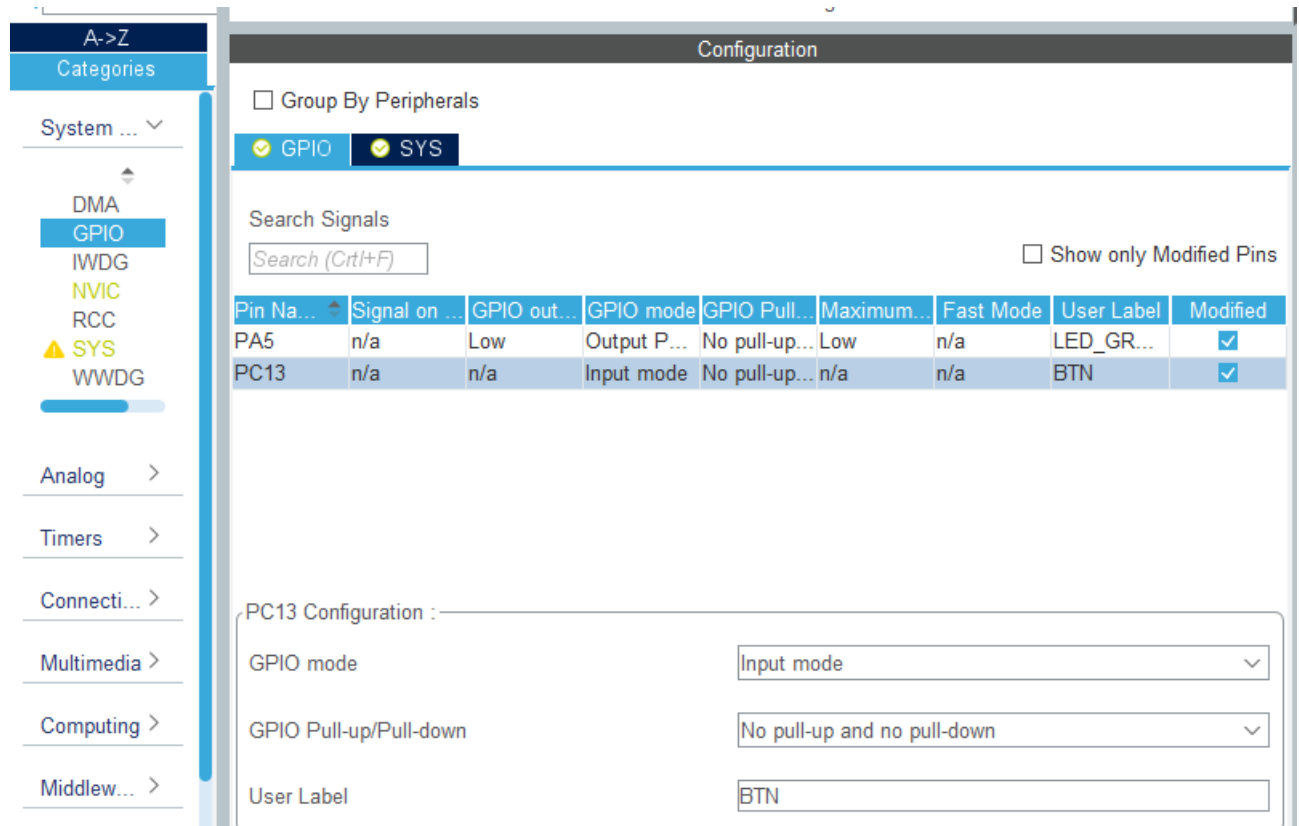 A->Z
Categories
System ...
DMA
GPIO
IWDG
NVIC
RCC
SYS
WWDG
Analog
Timers
Connecti...
Multimedia
Computing
Middlew...
Configuration
Group By Peripherals
GPIO SYS
Search Signals
Search (Crtl+F) Show only Modified Pins
Pin Na... Signal on ... GPIO out... GPIO mode GPIO Pull... Maximum... Fast Mode User Label Modified
PA5 n/a Low Output P... No pull-up... Low n/a LED_GR...
PC13 n/a n/a Input mode No pull-up... n/a n/a BTN
PC13 Configuration :
GPIO mode Input mode
GPIO Pull-up/Pull-down No pull-up and no pull-down
User Label BTN